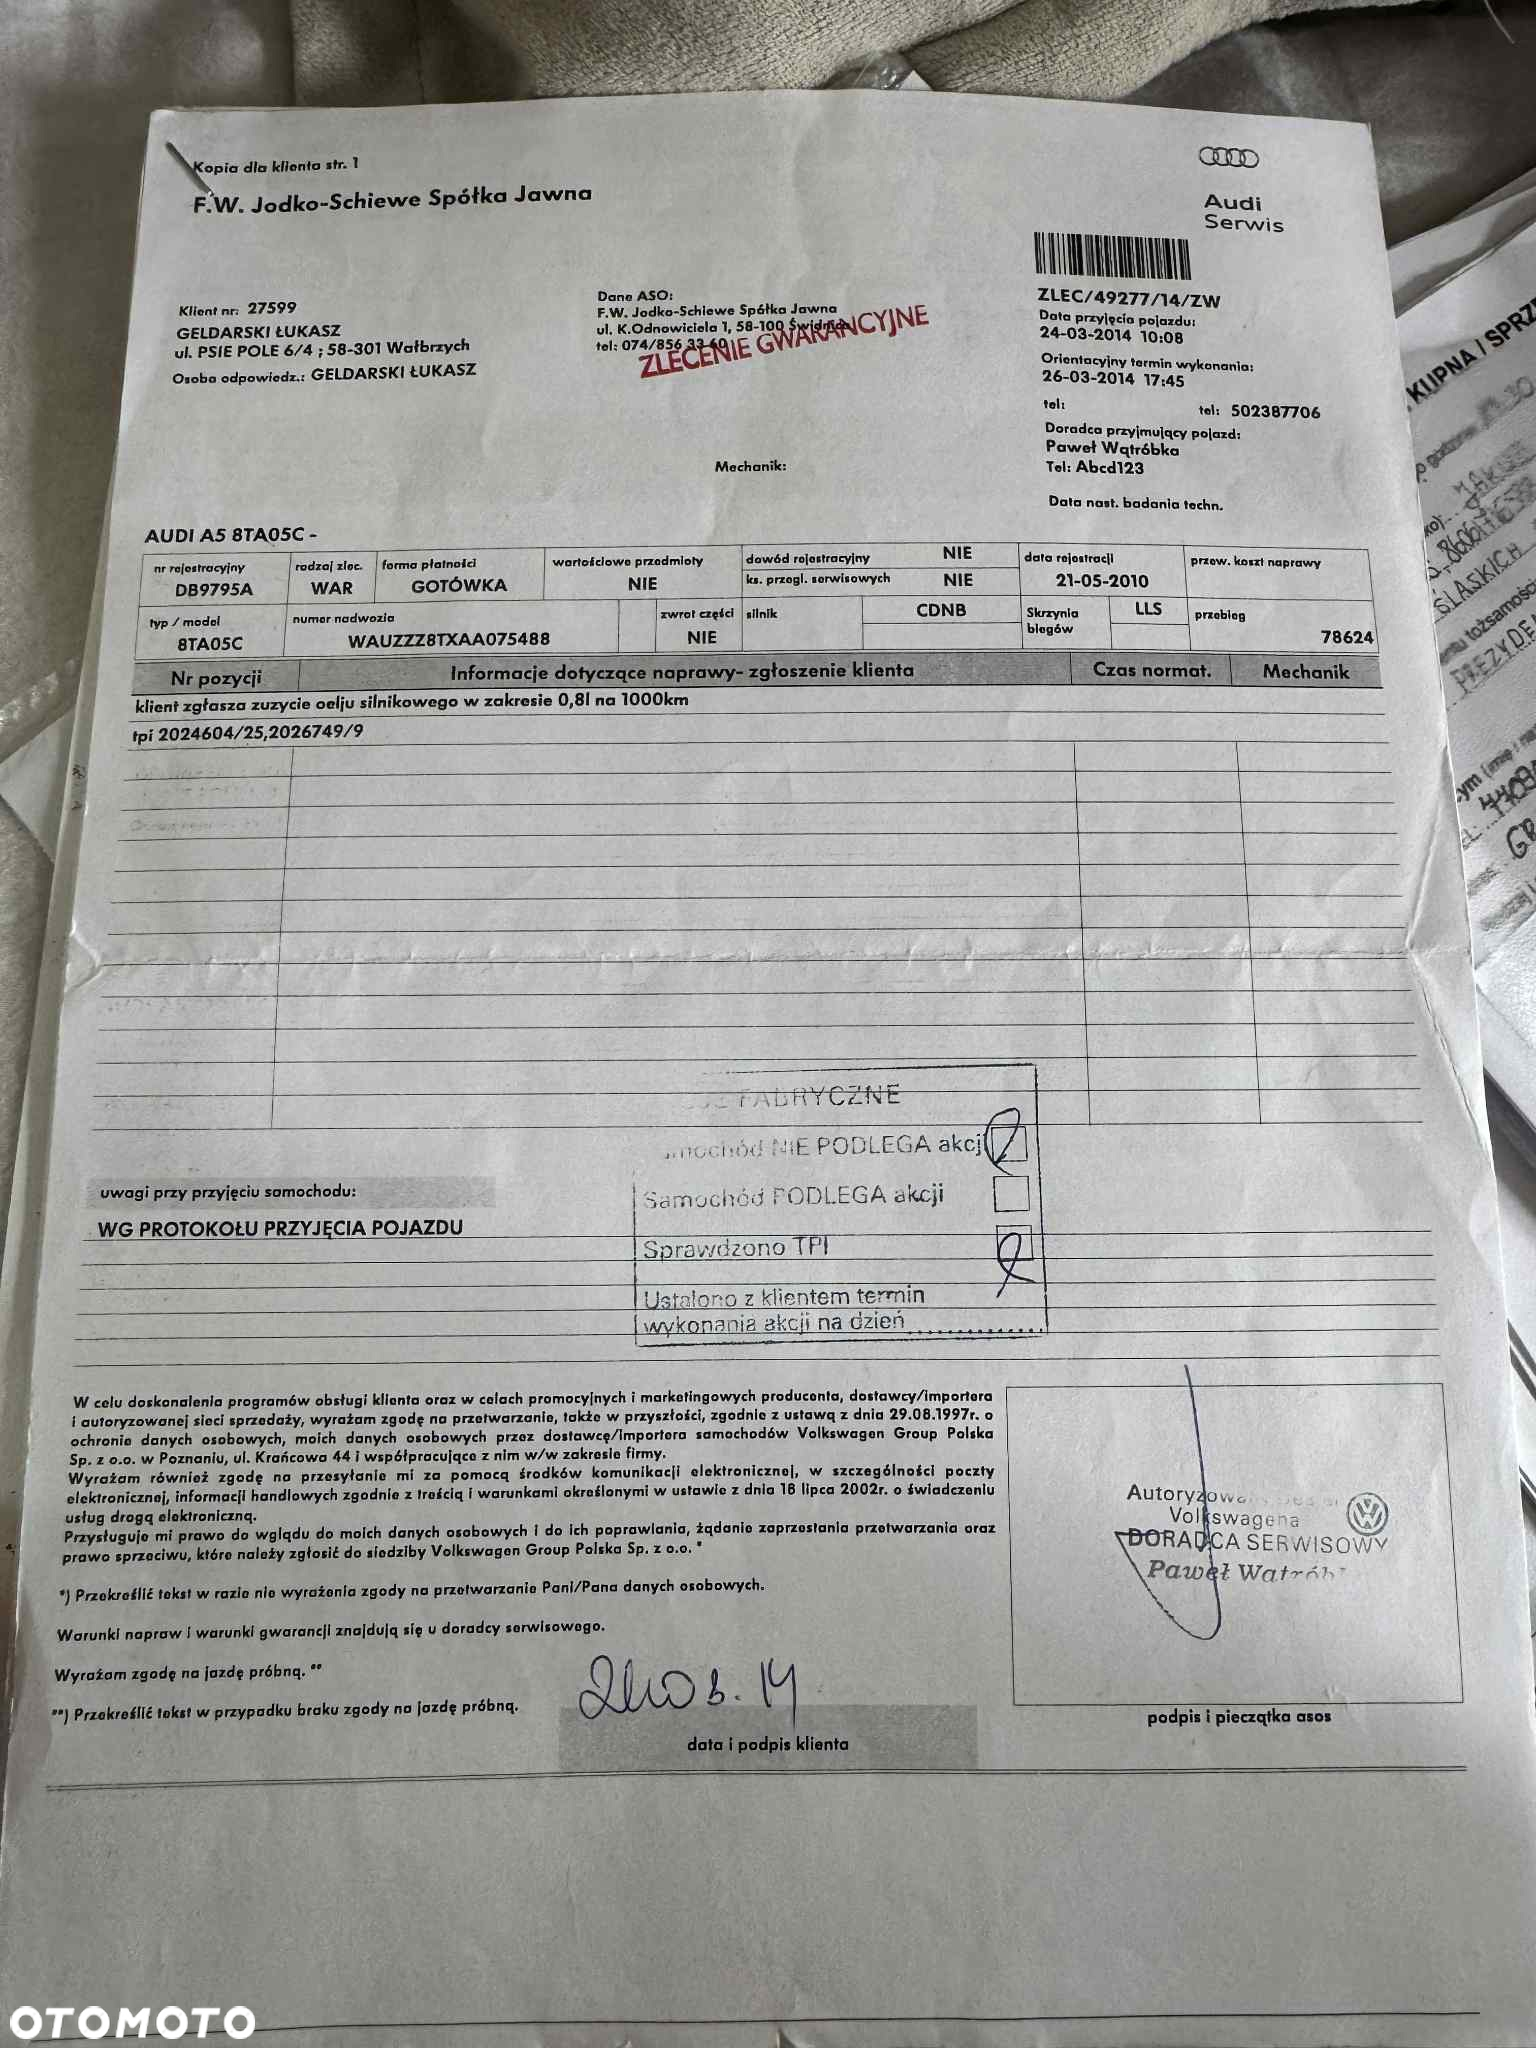 Kopia dla klienta str. 1
F.W. Jodko-Schiewe Spółka Jawna
Audi
Serwis
Klient nr: 27599
GELDARSKI ŁUKASZ
ul. PSIE POLE 6/4 ; 58-301 Wałbrzych
Osoba odpowiedz.: GELDARSKI ŁUKASZ
Dane ASO:
F.W. Jodko-Schiewe Spółka Jawna
ul. K.Odnowiciela 1, 58-100 Świdnica
tel: 074/856 33 60
ZLECENIE GWARANCYJNE
ZLEC/49277/14/ZW
Data przyjęcia pojazdu:
24-03-2014 10:08
Orientacyjny termin wykonania:
26-03-2014 17:45
tel: tel: 502387706
Doradca przyjmujący pojazd:
Paweł Wątróbka
Tel: Abcd123
Mechanik:
Data nast. badania techn.
AUDI A5 8TA05C -
nr rejestracyjny rodzaj zlec. forma płatności wartościowe przedmioty dowód rejestracyjny NIE data rejestracji przew. koszt naprawy
DB9795A WAR GOTÓWKA NIE ks. przegl. serwisowych NIE 21-05-2010
typ / model numer nadwozia zwrot części silnik CDNB Skrzynia biegów LLS przebieg
8TA05C WAUZZZ8TXAA075488 NIE 78624
Nr pozycji Informacje dotyczące naprawy- zgłoszenie klienta Czas normat. Mechanik
klient zgłasza zuzycie oelju silnikowego w zakresie 0,8l na 1000km
tpi 2024604/25,2026749/9
FABRYCZNE
NIE PODLEGA akcji
Samochód PODLEGA akcji
Sprawdzono TPI
Ustalono z klientem termin
wykonania akcji na dzień
uwagi przy przyjęciu samochodu:
WG PROTOKOŁU PRZYJĘCIA POJAZDU
W celu doskonalenia programów obsługi klienta oraz w celach promocyjnych i marketingowych producenta, dostawcy/importera
i autoryzowanej sieci sprzedaży, wyrażam zgodę na przetwarzanie, także w przyszłości, zgodnie z ustawą z dnia 29.08.1997r. o
ochronie danych osobowych, moich danych osobowych przez dostawcę/importera samochodów Volkswagen Group Polska
Sp. z o.o. w Poznaniu, ul. Krańcowa 44 i współpracujące z nim w/w zakresie firmy.
Wyrażam również zgodę na przesyłanie mi za pomocą środków komunikacji elektronicznej, w szczególności poczty
elektronicznej, informacji handlowych zgodnie z treścią i warunkami określonymi w ustawie z dnia 18 lipca 2002r. o świadczeniu
usług drogą elektroniczną.
Przysługuje mi prawo do wglądu do moich danych osobowych i do ich poprawiania, żądanie zaprzestania przetwarzania oraz
prawo sprzeciwu, które należy zgłosić do siedziby Volkswagen Group Polska Sp. z o.o. *
*) Przekreślić tekst w razie nie wyrażenia zgody na przetwarzanie Pani/Pana danych osobowych.
Warunki napraw i warunki gwarancji znajdują się u doradcy serwisowego.
Wyrażam zgodę na jazdę próbną. **
**) Przekreślić tekst w przypadku braku zgody na jazdę próbną.
data i podpis klienta
Volkswagena
DORADCA SERWISOWY
Paweł
podpis i pieczątka asos
KUPNA / SPRZE
OTOMOTO